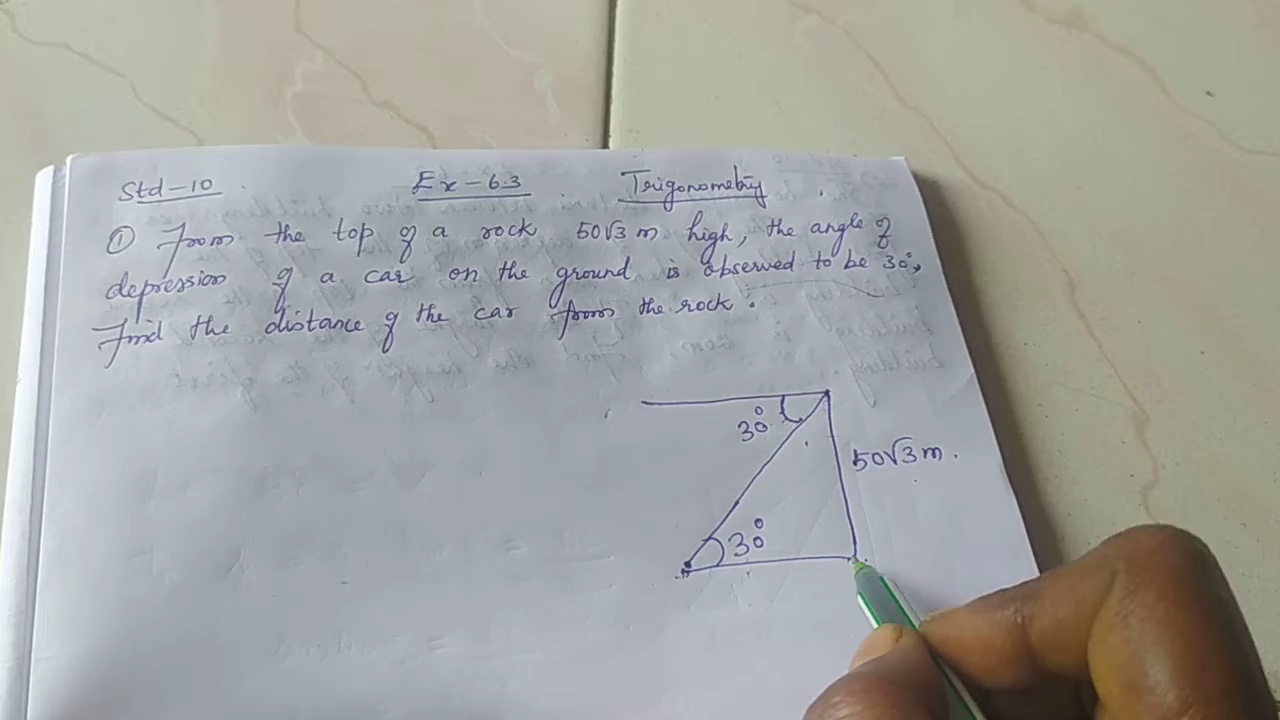 Std-10 Ex-6.3 Trigonometry
① From the top of a rock 50√3 m high, the angle of
depression of a car on the ground is observed to be 30°,
Find the distance of the car from the rock.
30°
50√3 m.
30°